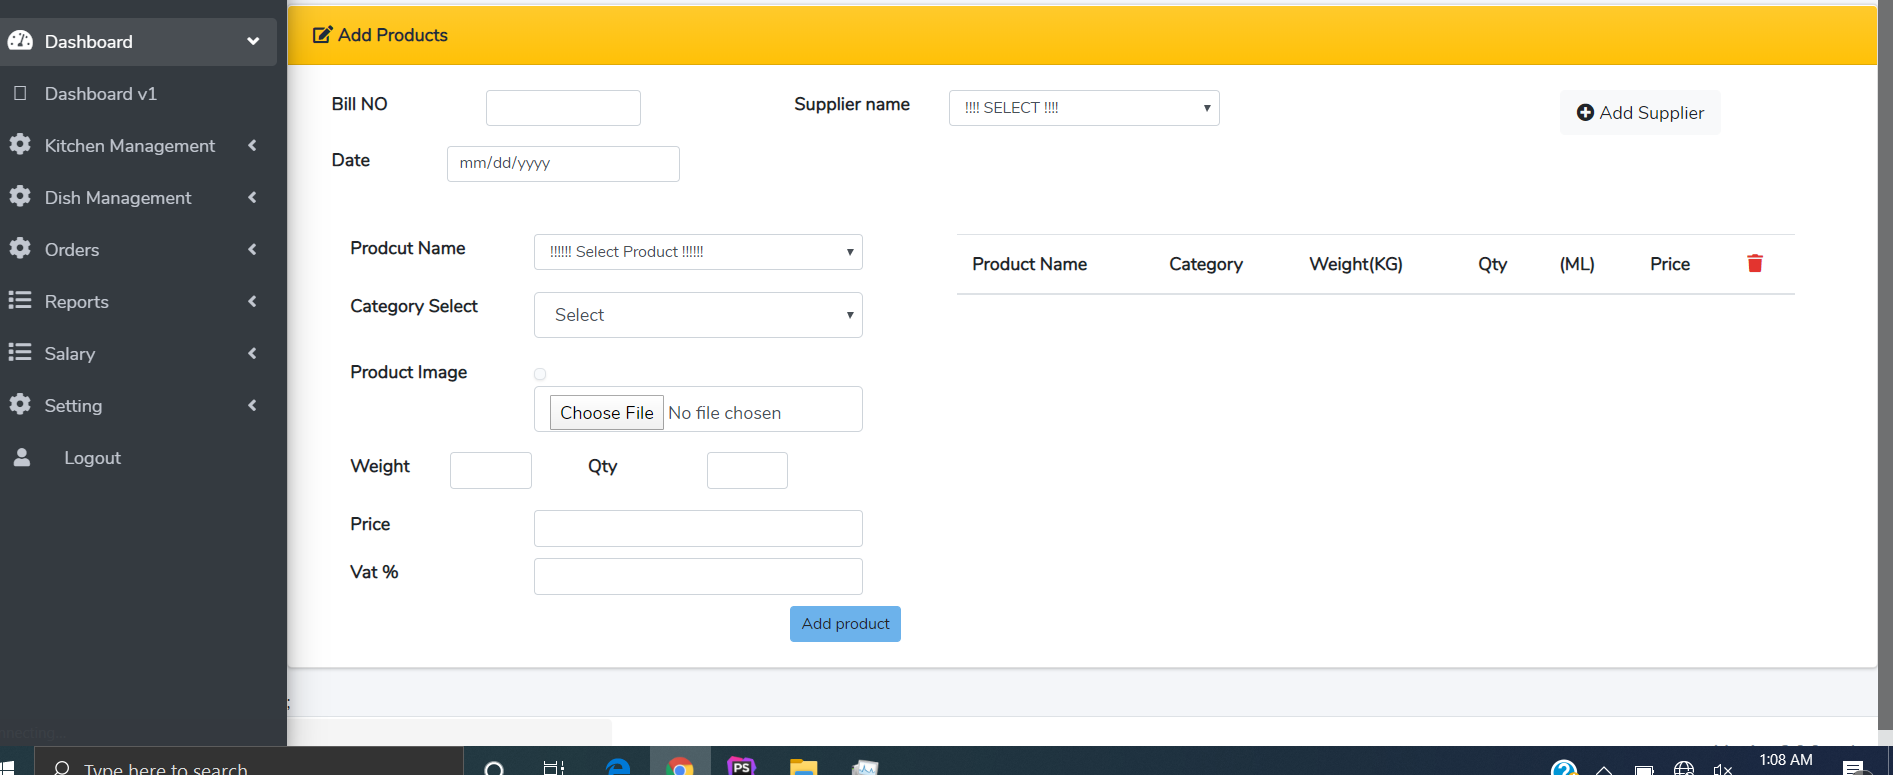 Dashboard
Dashboard v1
Kitchen Management
Dish Management
Orders
Reports
Salary
Setting
Logout
Add Products
Bill NO
Supplier name
!!!! SELECT !!!!
Add Supplier
Date
mm/dd/yyyy
Prodcut Name
!!!!!! Select Product !!!!!!
Category Select
Select
Product Image
Choose File No file chosen
Weight
Qty
Price
Vat %
Add product
Product Name Category Weight(KG) Qty (ML) Price
;
Type here to search
PS
1:08 AM